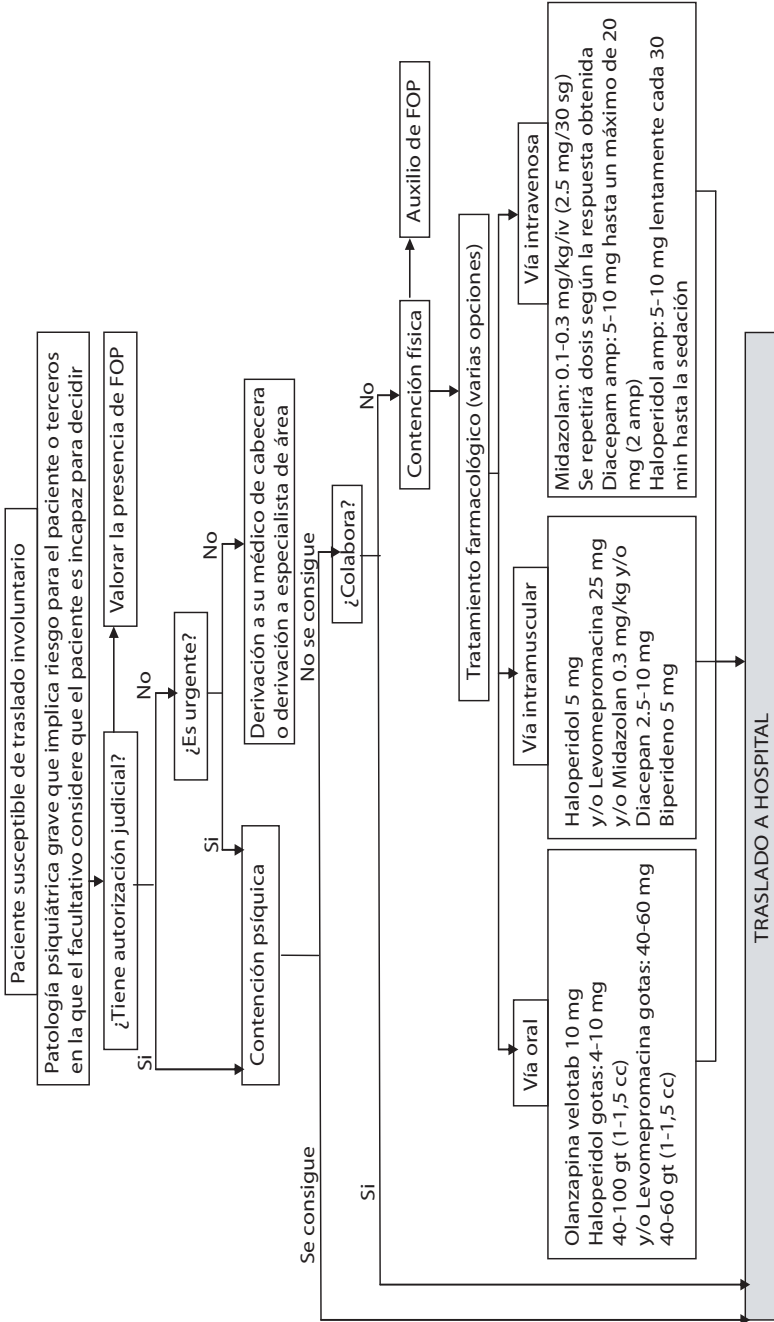 Paciente susceptible de traslado involuntario
Patología psiquiátrica grave que implica riesgo para el paciente o terceros
en la que el facultativo considere que el paciente es incapaz para decidir
¿Tiene autorización judicial?
Valorar la presencia de FOP
Si
No
¿Es urgente?
Si
No
Contención psíquica
Derivación a su médico de cabecera
o derivación a especialista de área
Se consigue
No se consigue
¿Colabora?
Si
No
Contención física
Auxilio de FOP
Tratamiento farmacológico (varias opciones)
Vía oral
Olanzapina velotab 10 mg
Haloperidol gotas: 4-10 mg
40-100 gt (1-1,5 cc)
y/o Levomepromacina gotas: 40-60 mg
40-60 gt (1-1,5 cc)
Vía intramuscular
Haloperidol 5 mg
y/o Levomepromacina 25 mg
y/o Midazolan 0.3 mg/kg y/o
Diacepan 2.5-10 mg
Biperideno 5 mg
Vía intravenosa
Midazolan: 0.1-0.3 mg/kg/iv (2.5 mg/30 sg)
Se repetirá dosis según la respuesta obtenida
Diacepam amp: 5-10 mg hasta un máximo de 20
mg (2 amp)
Haloperidol amp: 5-10 mg lentamente cada 30
min hasta la sedación
TRASLADO A HOSPITAL